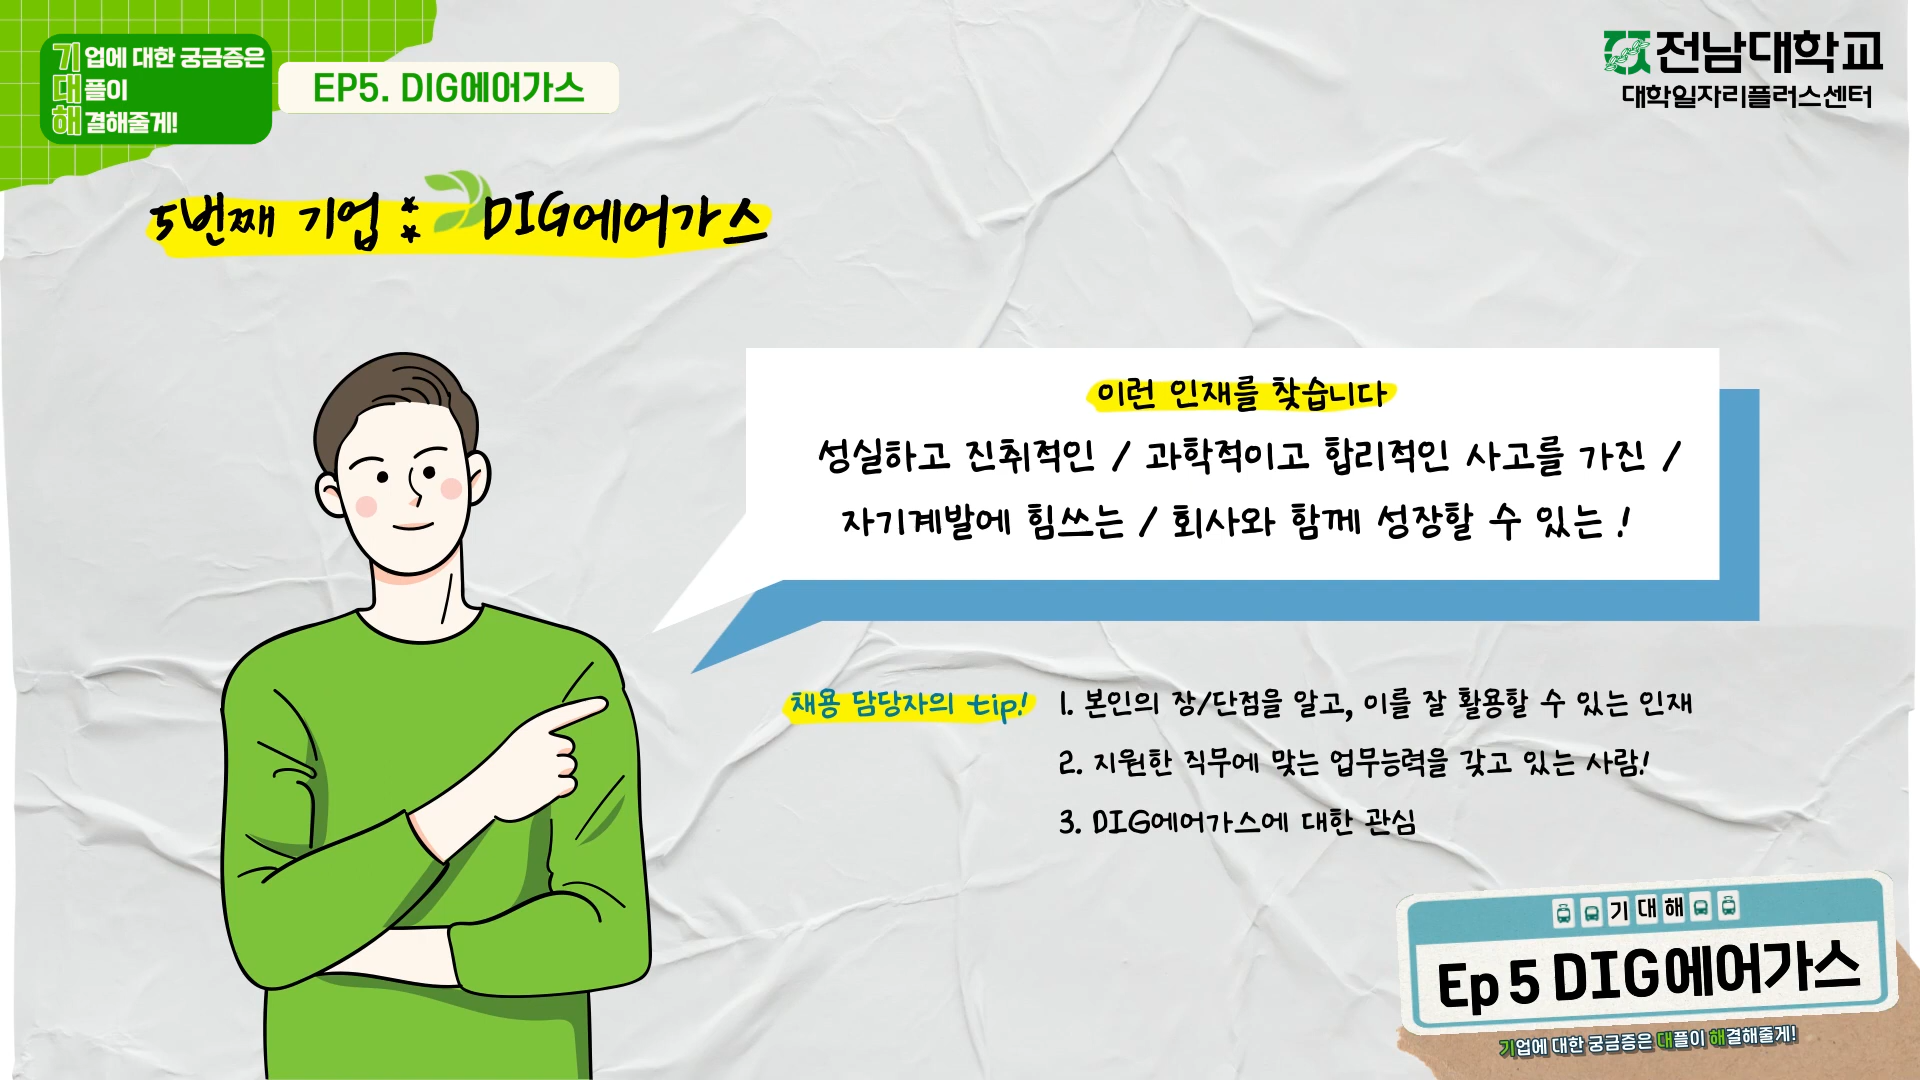 기업에 대한 궁금증은
대플이
해결해줄게!
EP5. DIG에어가스
전남대학교
대학일자리플러스센터
5번째 기업 : DIG에어가스
이런 인재를 찾습니다
성실하고 진취적인 / 과학적이고 합리적인 사고를 가진 /
자기계발에 힘쓰는 / 회사와 함께 성장할 수 있는 !
채용 담당자의 tip!
1. 본인의 장/단점을 알고, 이를 잘 활용할 수 있는 인재
2. 지원한 직무에 맞는 업무능력을 갖고 있는 사람!
3. DIG에어가스에 대한 관심
기대해
Ep 5 DIG에어가스
기업에 대한 궁금증은 대플이 해결해줄게!